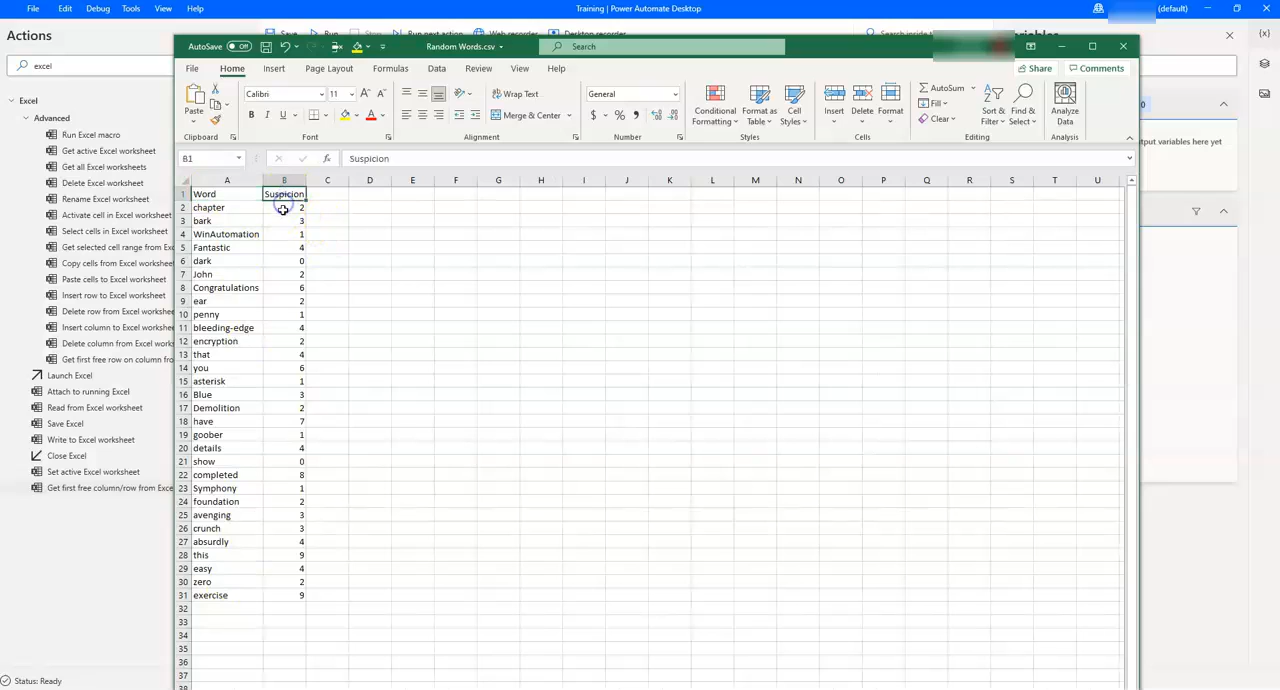 File Edit Debug Tools View Help Training | Power Automate Desktop (default)
Actions
excel
Excel
Advanced
Run Excel macro
Get active Excel worksheet
Get all Excel worksheets
Delete Excel worksheet
Rename Excel worksheet
Activate cell in Excel worksheet
Select cells in Excel worksheet
Get selected cell range from Ex
Copy cells from Excel worksheet
Paste cells to Excel worksheet
Insert row to Excel worksheet
Delete row from Excel worksheet
Insert column to Excel worksheet
Delete column from Excel worksh
Get first free row on column fro
Launch Excel
Attach to running Excel
Read from Excel worksheet
Save Excel
Write to Excel worksheet
Close Excel
Set active Excel worksheet
Get first free column/row from Exce
Status: Ready
AutoSave Off Random Words.csv Search
File Home Insert Page Layout Formulas Data Review View Help Share Comments
Paste Calibri 11 A A Wrap Text General Conditional Format as Cell Insert Delete Format AutoSum Sort & Find & Analyze
B I U A Merge & Center $ % Formatting Table Styles Fill Filter Select Data
Clear
Clipboard Font Alignment Number Styles Cells Editing Analysis
B1 fx Suspicion
A B C D E F G H I J K L M N O P Q R S T U
1 Word Suspicion
2 chapter 2
3 bark 3
4 WinAutomation 1
5 Fantastic 4
6 dark 0
7 John 2
8 Congratulations 6
9 ear 2
10 penny 1
11 bleeding-edge 4
12 encryption 2
13 that 4
14 you 6
15 asterisk 1
16 Blue 3
17 Demolition 2
18 have 7
19 goober 1
20 details 4
21 show 0
22 completed 8
23 Symphony 1
24 foundation 2
25 avenging 3
26 crunch 3
27 absurdly 4
28 this 9
29 easy 4
30 zero 2
31 exercise 9
32
33
34
35
36
37
0
tput variables here yet
{x}